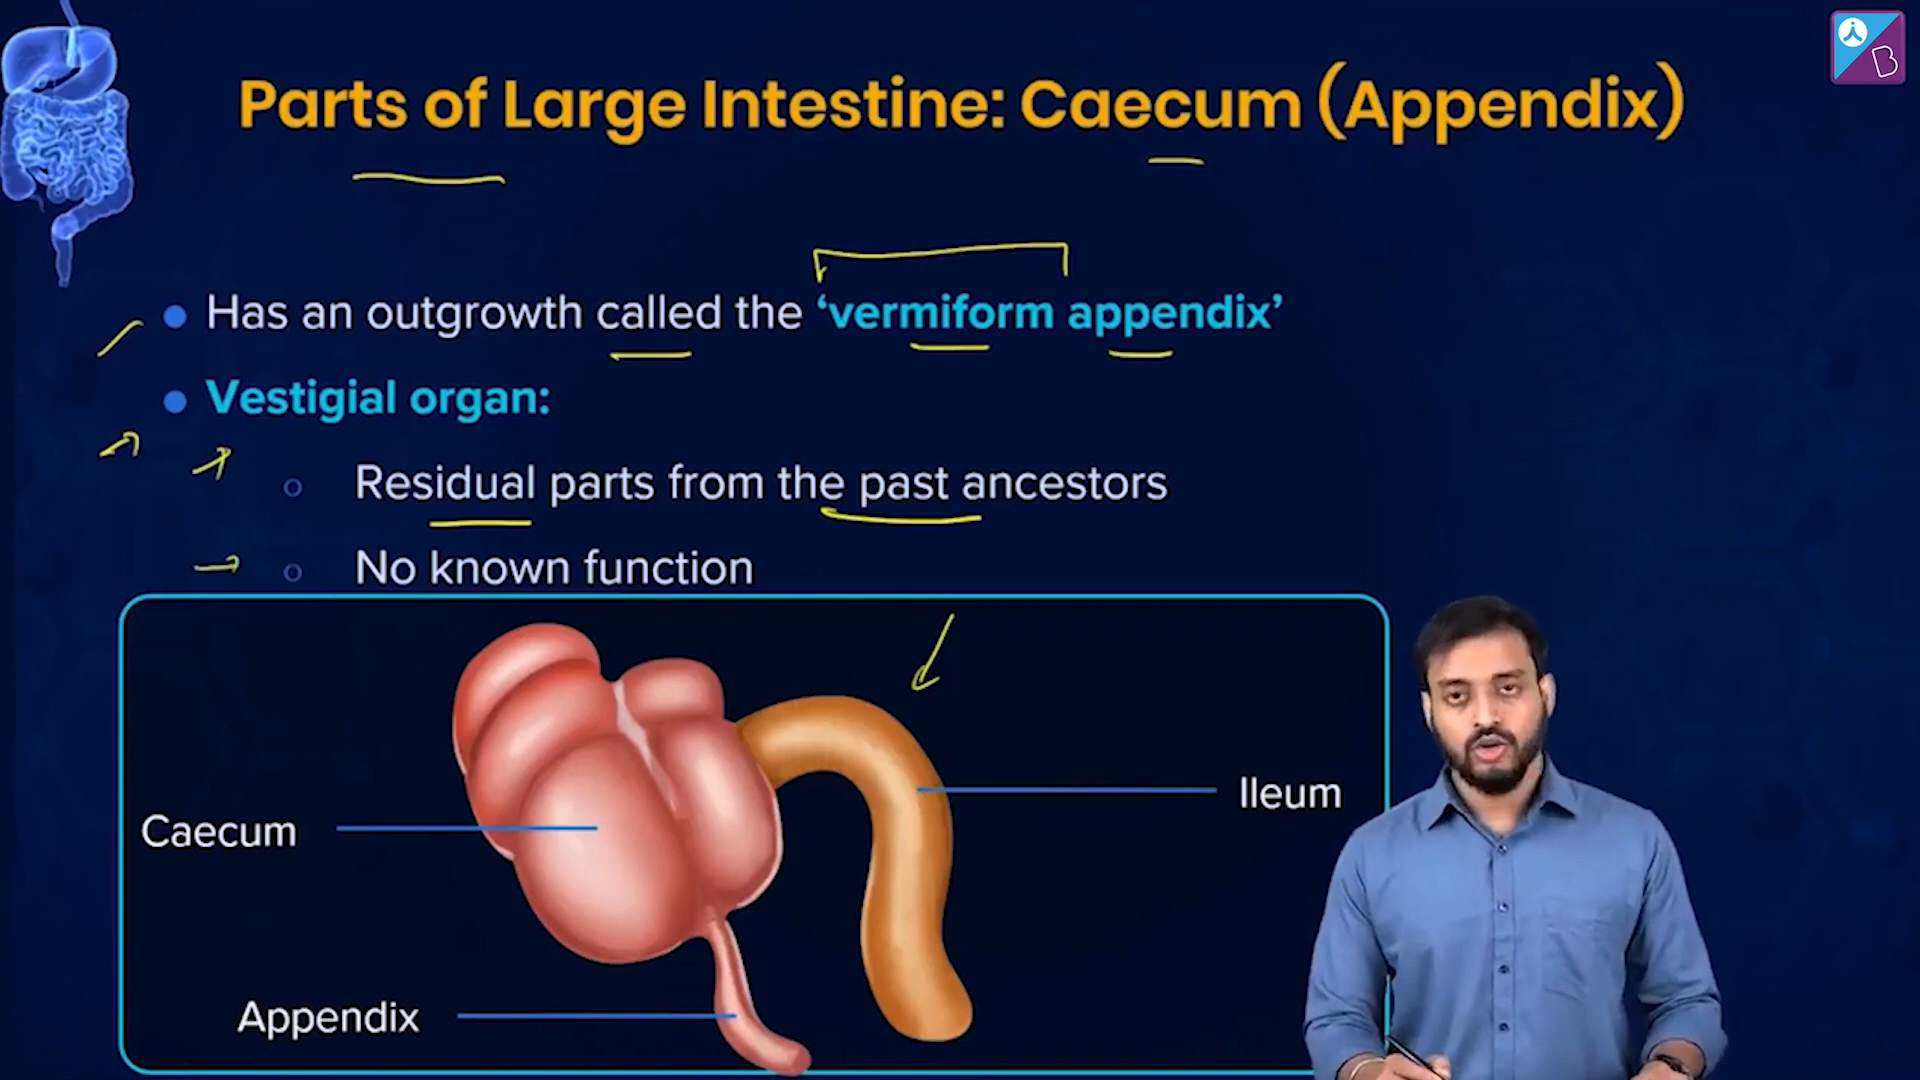 Parts of Large Intestine: Caecum (Appendix)
B
Has an outgrowth called the ‘vermiform appendix’
Vestigial organ:
Residual parts from the past ancestors
No known function
Ileum
Caecum
Appendix